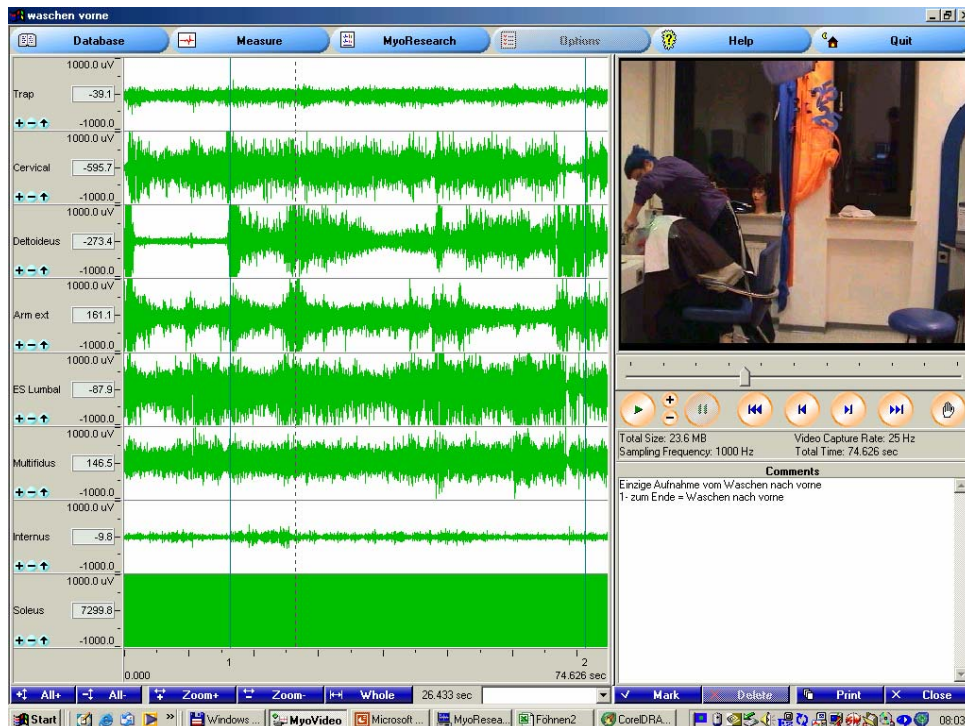 waschen vorne
Database Measure MyoResearch Options Help Quit
1000.0 uV
Trap -39.1
-1000.0
1000.0 uV
Cervical -595.7
-1000.0
1000.0 uV
Deltoideus -273.4
-1000.0
1000.0 uV
Arm ext 161.1
-1000.0
1000.0 uV
ES Lumbal -87.9
-1000.0
1000.0 uV
Multifidus 146.5
-1000.0
1000.0 uV
Internus -9.8
-1000.0
1000.0 uV
Soleus 7299.8
-1000.0
1 2
0.000 74.626 sec
All+ All- Zoom+ Zoom- Whole 26.433 sec
Total Size: 23.6 MB Video Capture Rate: 25 Hz
Sampling Frequency: 1000 Hz Total Time: 74.626 sec
Comments
Einzige Aufnahme vom Waschen nach vorne
1- zum Ende = Waschen nach vorne
Mark Delete Print Close
Start Windows ... MyoVideo Microsoft ... MyoResea... Föhnen2 CorelDRA...